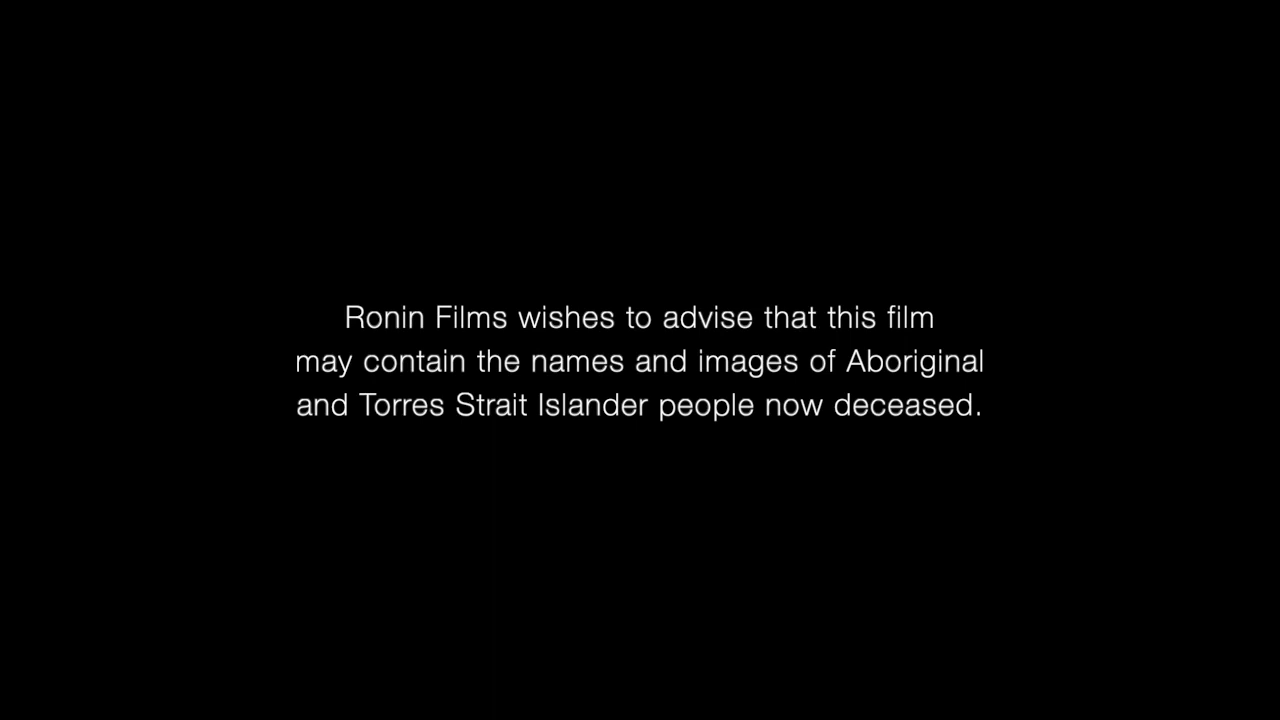 Ronin Films wishes to advise that this film
may contain the names and images of Aboriginal
and Torres Strait Islander people now deceased.